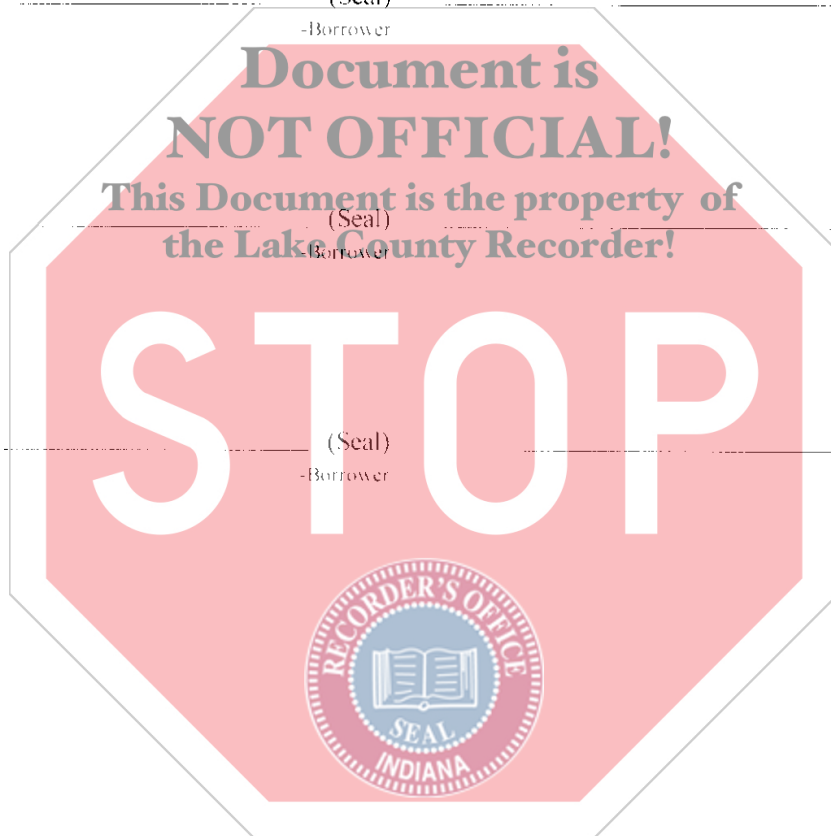 (Seal)
-Borrower
Document is
NOT OFFICIAL!
This Document is the property of
(Seal)
the Lake County Recorder!
-Borrower
STOP
(Seal)
-Borrower
RECORDER'S OFFICE
SEAL
INDIANA